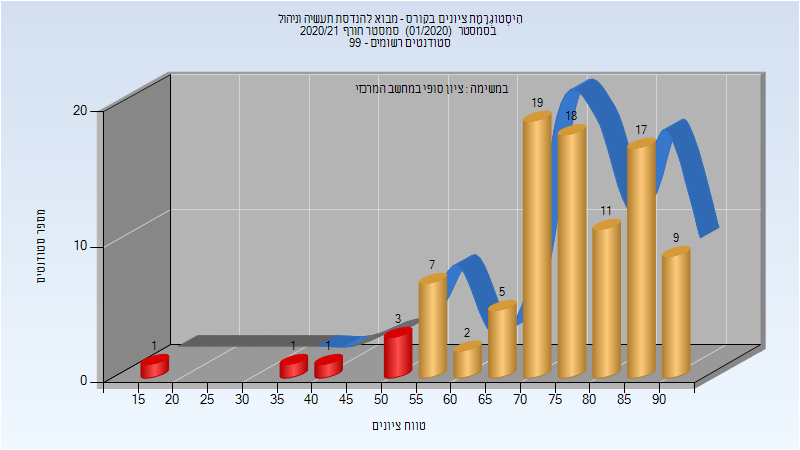 היסטוגרמת ציונים בקורס - מבוא להנדסת תעשיה וניהול
בסמסטר (01/2020) סמסטר חורף 2020/21
סטודנטים רשומים - 99
במשימה : ציון סופי במחשב המרכזי
מספר סטודנטים
20
10
0
1
1
1
3
7
2
5
19
18
11
17
9
15 20 25 30 35 40 45 50 55 60 65 70 75 80 85 90
טווח ציונים